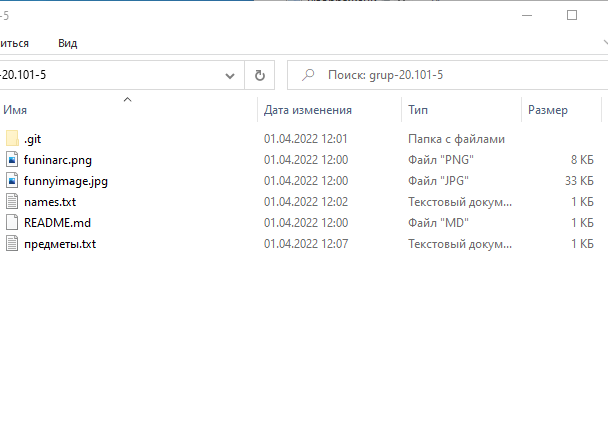 -5
иться Вид
-20.101-5 Поиск: grup-20.101-5
Имя Дата изменения Тип Размер
.git 01.04.2022 12:01 Папка с файлами
funinarc.png 01.04.2022 12:00 Файл "PNG" 8 КБ
funnyimage.jpg 01.04.2022 12:00 Файл "JPG" 33 КБ
names.txt 01.04.2022 12:02 Текстовый докум... 1 КБ
README.md 01.04.2022 12:00 Файл "MD" 1 КБ
предметы.txt 01.04.2022 12:07 Текстовый докум... 1 КБ